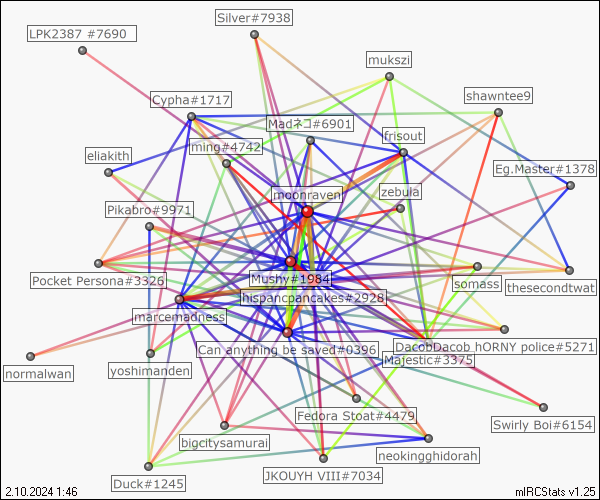 Silver#7938
LPK2387 #7690
mukszi
shawntee9
Cypha#1717
Madネコ#6901
frisout
ming#4742
eliakith
Eg.Master#1378
zebula
moonraven
Pikabro#9971
Pocket Persona#3326
Mushy#1984
somass
thesecondtwat
hispancpancakes#2928
marcemadness
DacobDacob hORNY police#5271
Can anything be saved#0396
Majestic#3375
normalwan
yoshimanden
Fedora Stoat#4479
Swirly Boi#6154
bigcitysamurai
neokingghidorah
JKOUYH VIII#7034
Duck#1245
2.10.2024 1:46
mIRCStats v1.25